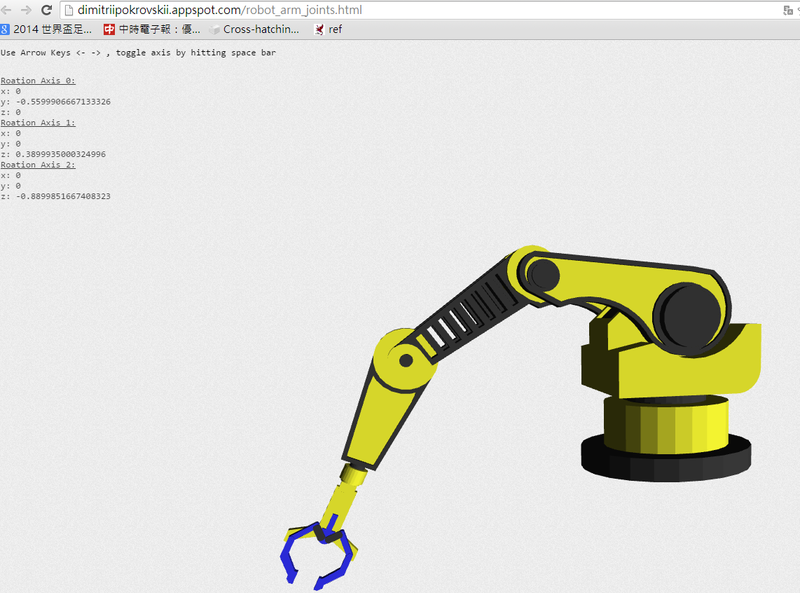 dimitriipokrovskii.appspot.com/robot_arm_joints.html
2014 世界盃足... 中時電子報：優... Cross-hatchin... ref
Use Arrow Keys <- -> , toggle axis by hitting space bar
Roation Axis 0:
x: 0
y: -0.5599906667133326
z: 0
Roation Axis 1:
x: 0
y: 0
z: 0.3899935000324996
Roation Axis 2:
x: 0
y: 0
z: -0.8899851667408323